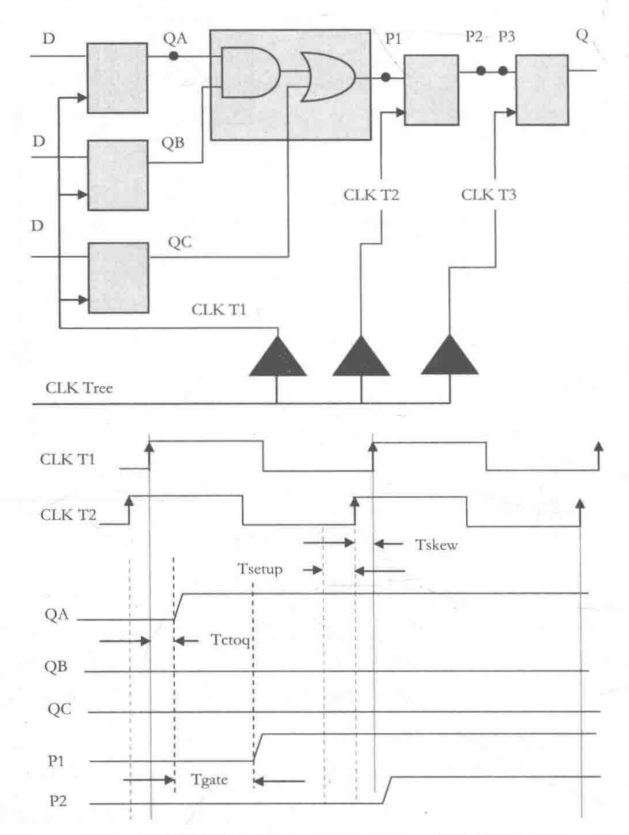 D QA P1 P2 P3 Q
D QB
CLK T2 CLK T3
D QC
CLK T1
CLK Tree
CLK T1
CLK T2
Tskew
Tsetup
QA
Tctoq
QB
QC
P1
Tgate
P2